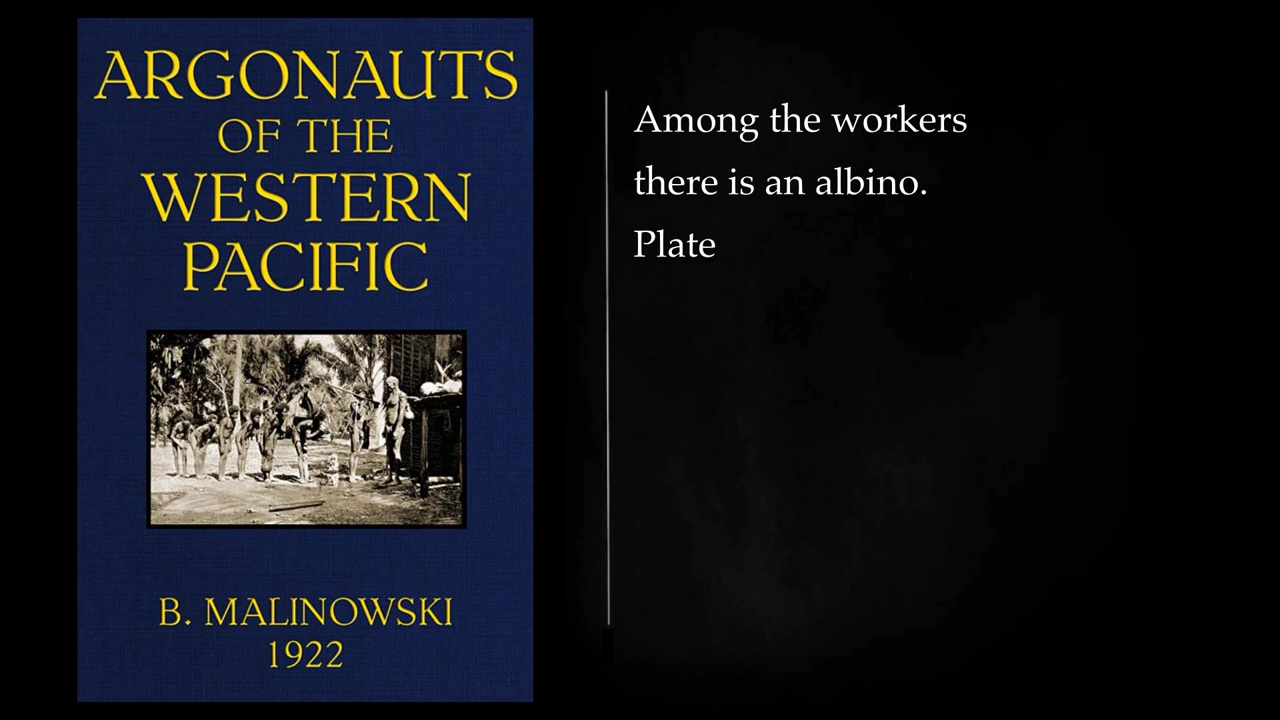 ARGONAUTS
OF THE
WESTERN
PACIFIC
B. MALINOWSKI
1922
Among the workers
there is an albino.
Plate